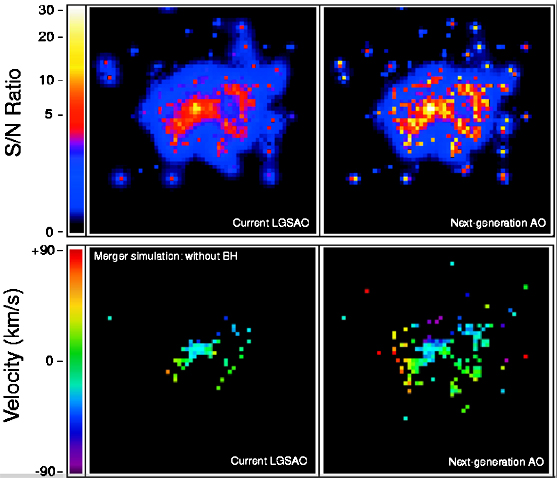 30
20
10
5
0
S/N Ratio
Current LGSAO
Next-generation AO
+90
0
-90
Velocity (km/s)
Merger simulation: without BH
Current LGSAO
Next-generation AO